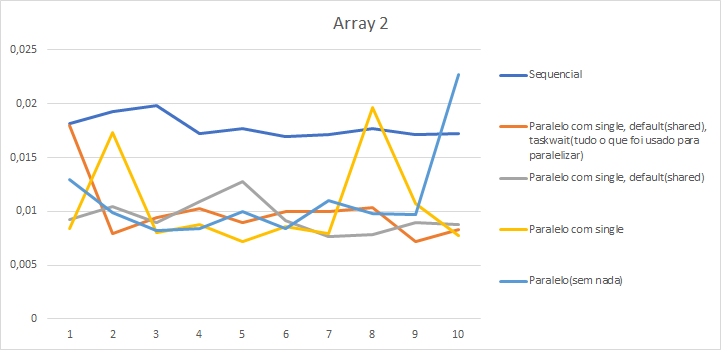 Array 2
0,025
0,02
0,015
0,01
0,005
0
1 2 3 4 5 6 7 8 9 10
Sequencial
Paralelo com single, default(shared),
taskwait(tudo o que foi usado para
paralelizar)
Paralelo com single, default(shared)
Paralelo com single
Paralelo(sem nada)